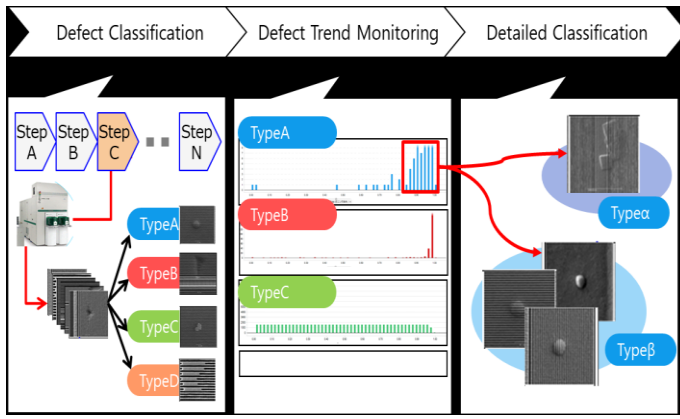 Defect Classification
Defect Trend Monitoring
Detailed Classification
Step
A
Step
B
Step
C
Step
N
TypeA
TypeB
TypeC
TypeD
TypeA
TypeB
TypeC
Typeα
Typeβ